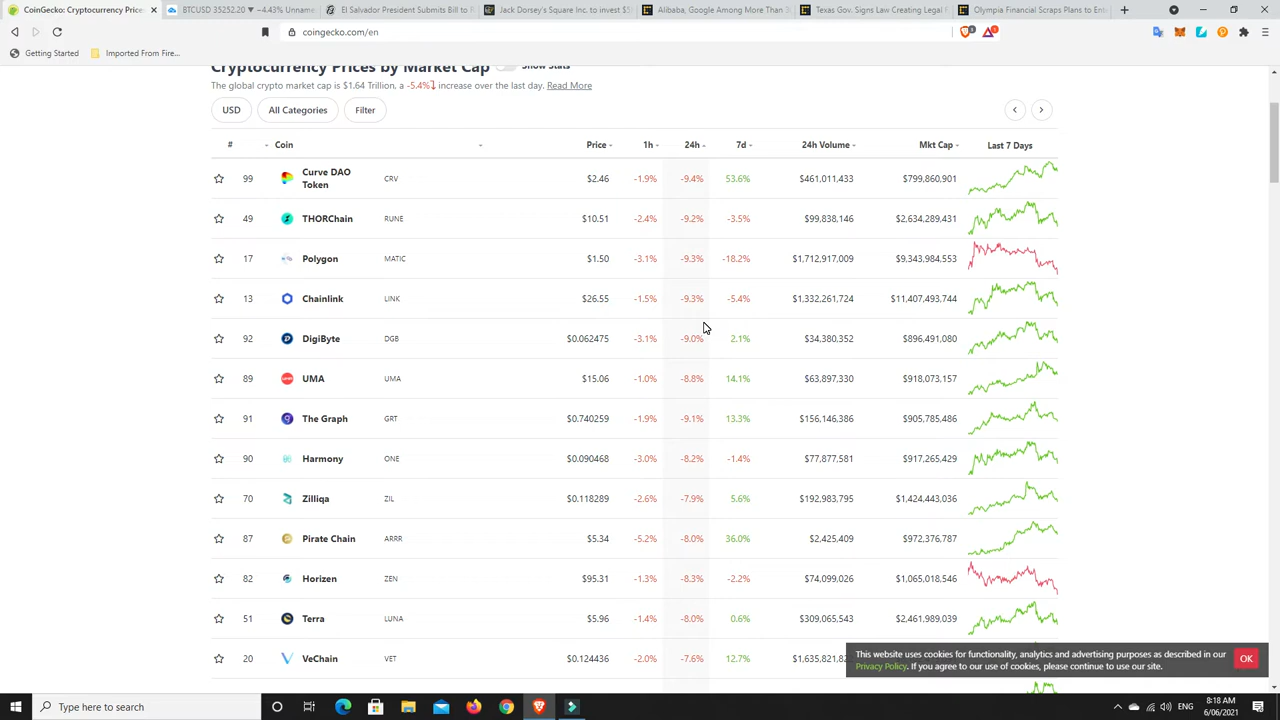 CoinGecko: Cryptocurrency Price
BTCUSD 35252.20 ▼ −4.43% Unname
El Salvador President Submits Bill to
Jack Dorsey's Square Inc. to invest $5
Alibaba, Google Among More Than
Texas Gov. Signs Law Creating Legal F
Olympia Financial Scraps Plans to Ente
coingecko.com/en
Getting Started
Imported From Fire...
Cryptocurrency Prices by Market Cap
Show Stats
The global crypto market cap is $1.64 Trillion, a -5.4% increase over the last day. Read More
USD All Categories Filter
# Coin Price 1h 24h 7d 24h Volume Mkt Cap Last 7 Days
99 Curve DAO Token CRV $2.46 -1.9% -9.4% 53.6% $461,011,433 $799,860,901
49 THORChain RUNE $10.51 -2.4% -9.2% -3.5% $99,838,146 $2,634,289,431
17 Polygon MATIC $1.50 -3.1% -9.3% -18.2% $1,712,917,009 $9,343,984,553
13 Chainlink LINK $26.55 -1.5% -9.3% -5.4% $1,332,261,724 $11,407,493,744
92 DigiByte DGB $0.062475 -3.1% -9.0% 2.1% $34,380,352 $896,491,080
89 UMA UMA $15.06 -1.0% -8.8% 14.1% $63,897,330 $918,073,157
91 The Graph GRT $0.740259 -1.9% -9.1% 13.3% $156,146,386 $905,785,486
90 Harmony ONE $0.090468 -3.0% -8.2% -1.4% $77,877,581 $917,265,429
70 Zilliqa ZIL $0.118289 -2.6% -7.9% 5.6% $192,983,795 $1,424,443,036
87 Pirate Chain ARRR $5.34 -5.2% -8.0% 36.0% $2,425,409 $972,376,787
82 Horizen ZEN $95.31 -1.3% -8.3% -2.2% $74,099,026 $1,065,018,546
51 Terra LUNA $5.96 -1.4% -8.0% 0.6% $309,065,543 $2,461,989,039
20 VeChain VET $0.124436 -2.0% -7.6% 12.7% $1,635,821,82
This website uses cookies for functionality, analytics and advertising purposes as described in our
Privacy Policy. If you agree to our use of cookies, please continue to use our site.
OK
Type here to search
ENG
8:18 AM
6/06/2021